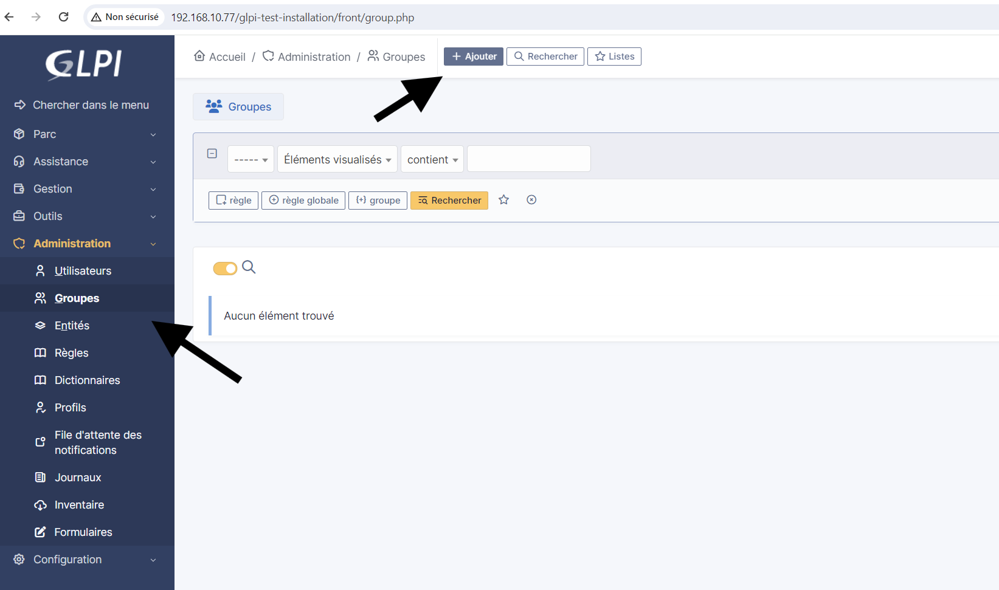 Non sécurisé 192.168.10.77/glpi-test-installation/front/group.php
GLPI
Chercher dans le menu
Parc
Assistance
Gestion
Outils
Administration
Utilisateurs
Groupes
Entités
Règles
Dictionnaires
Profils
File d'attente des
notifications
Journaux
Inventaire
Formulaires
Configuration
Accueil / Administration / Groupes
+ Ajouter Rechercher Listes
Groupes
----- Éléments visualisés contient
règle règle globale {+} groupe Rechercher
Aucun élément trouvé